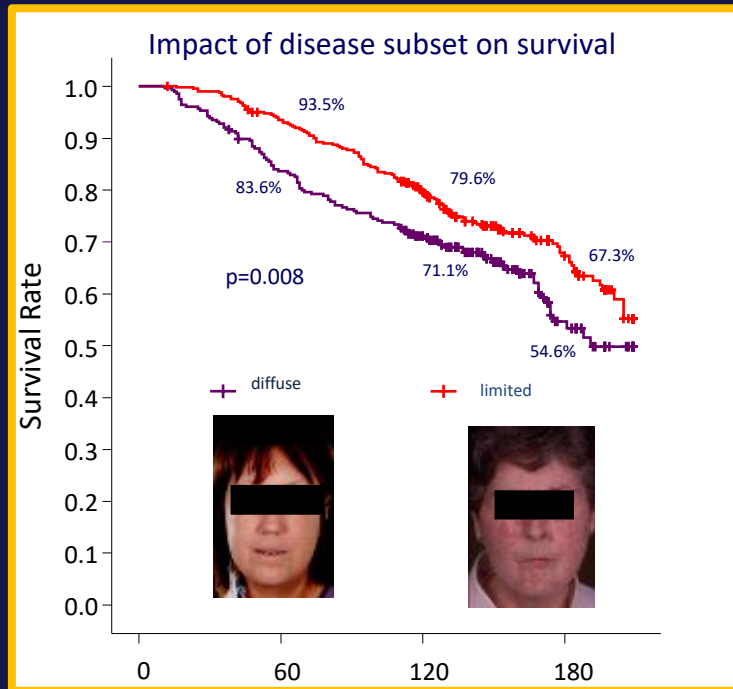 Impact of disease subset on survival
Survival Rate
1.0
0.9
0.8
0.7
0.6
0.5
0.4
0.3
0.2
0.1
0.0
93.5%
83.6%
79.6%
p=0.008
71.1%
67.3%
54.6%
diffuse
limited
0 60 120 180